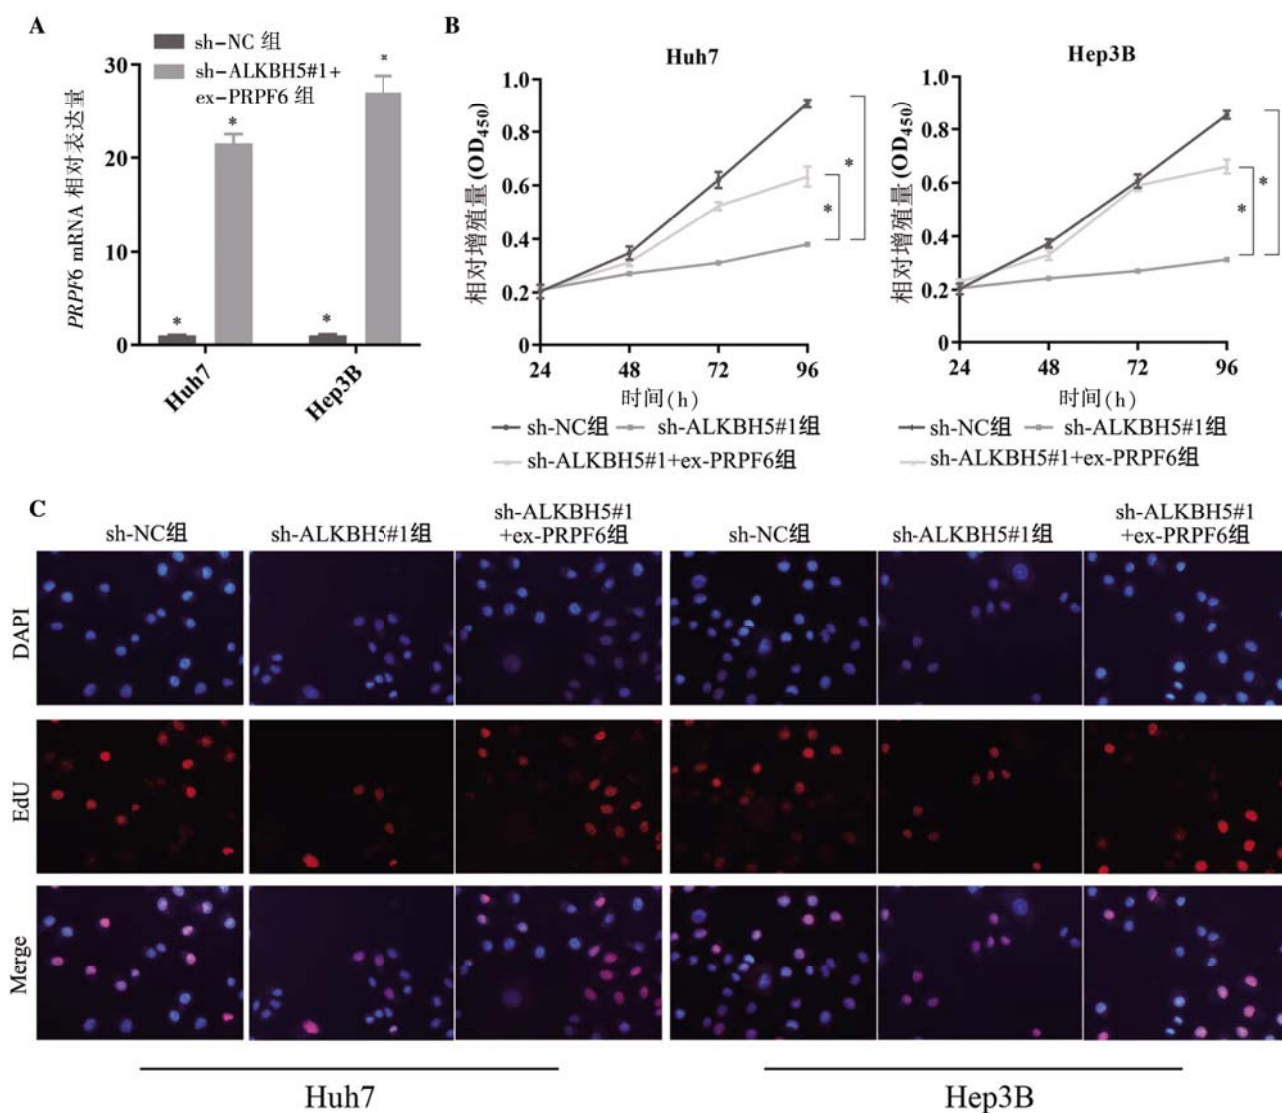 A
sh-NC 组
sh-ALKBH5#1+
ex-PRPF6 组
PRPF6 mRNA 相对表达量
30
20
10
0
*
*
*
*
Huh7
Hep3B
B
Huh7
相对增殖量(OD450)
1.0
0.8
0.6
0.4
0.2
0
*
*
24
48
72
96
时间(h)
sh-NC组
sh-ALKBH5#1组
sh-ALKBH5#1+ex-PRPF6组
Hep3B
相对增殖量(OD450)
1.0
0.8
0.6
0.4
0.2
0
*
*
24
48
72
96
时间(h)
sh-NC组
sh-ALKBH5#1组
sh-ALKBH5#1+ex-PRPF6组
C
sh-NC组
sh-ALKBH5#1组
sh-ALKBH5#1
+ex-PRPF6组
sh-NC组
sh-ALKBH5#1组
sh-ALKBH5#1
+ex-PRPF6组
DAPI
EdU
Merge
Huh7
Hep3B